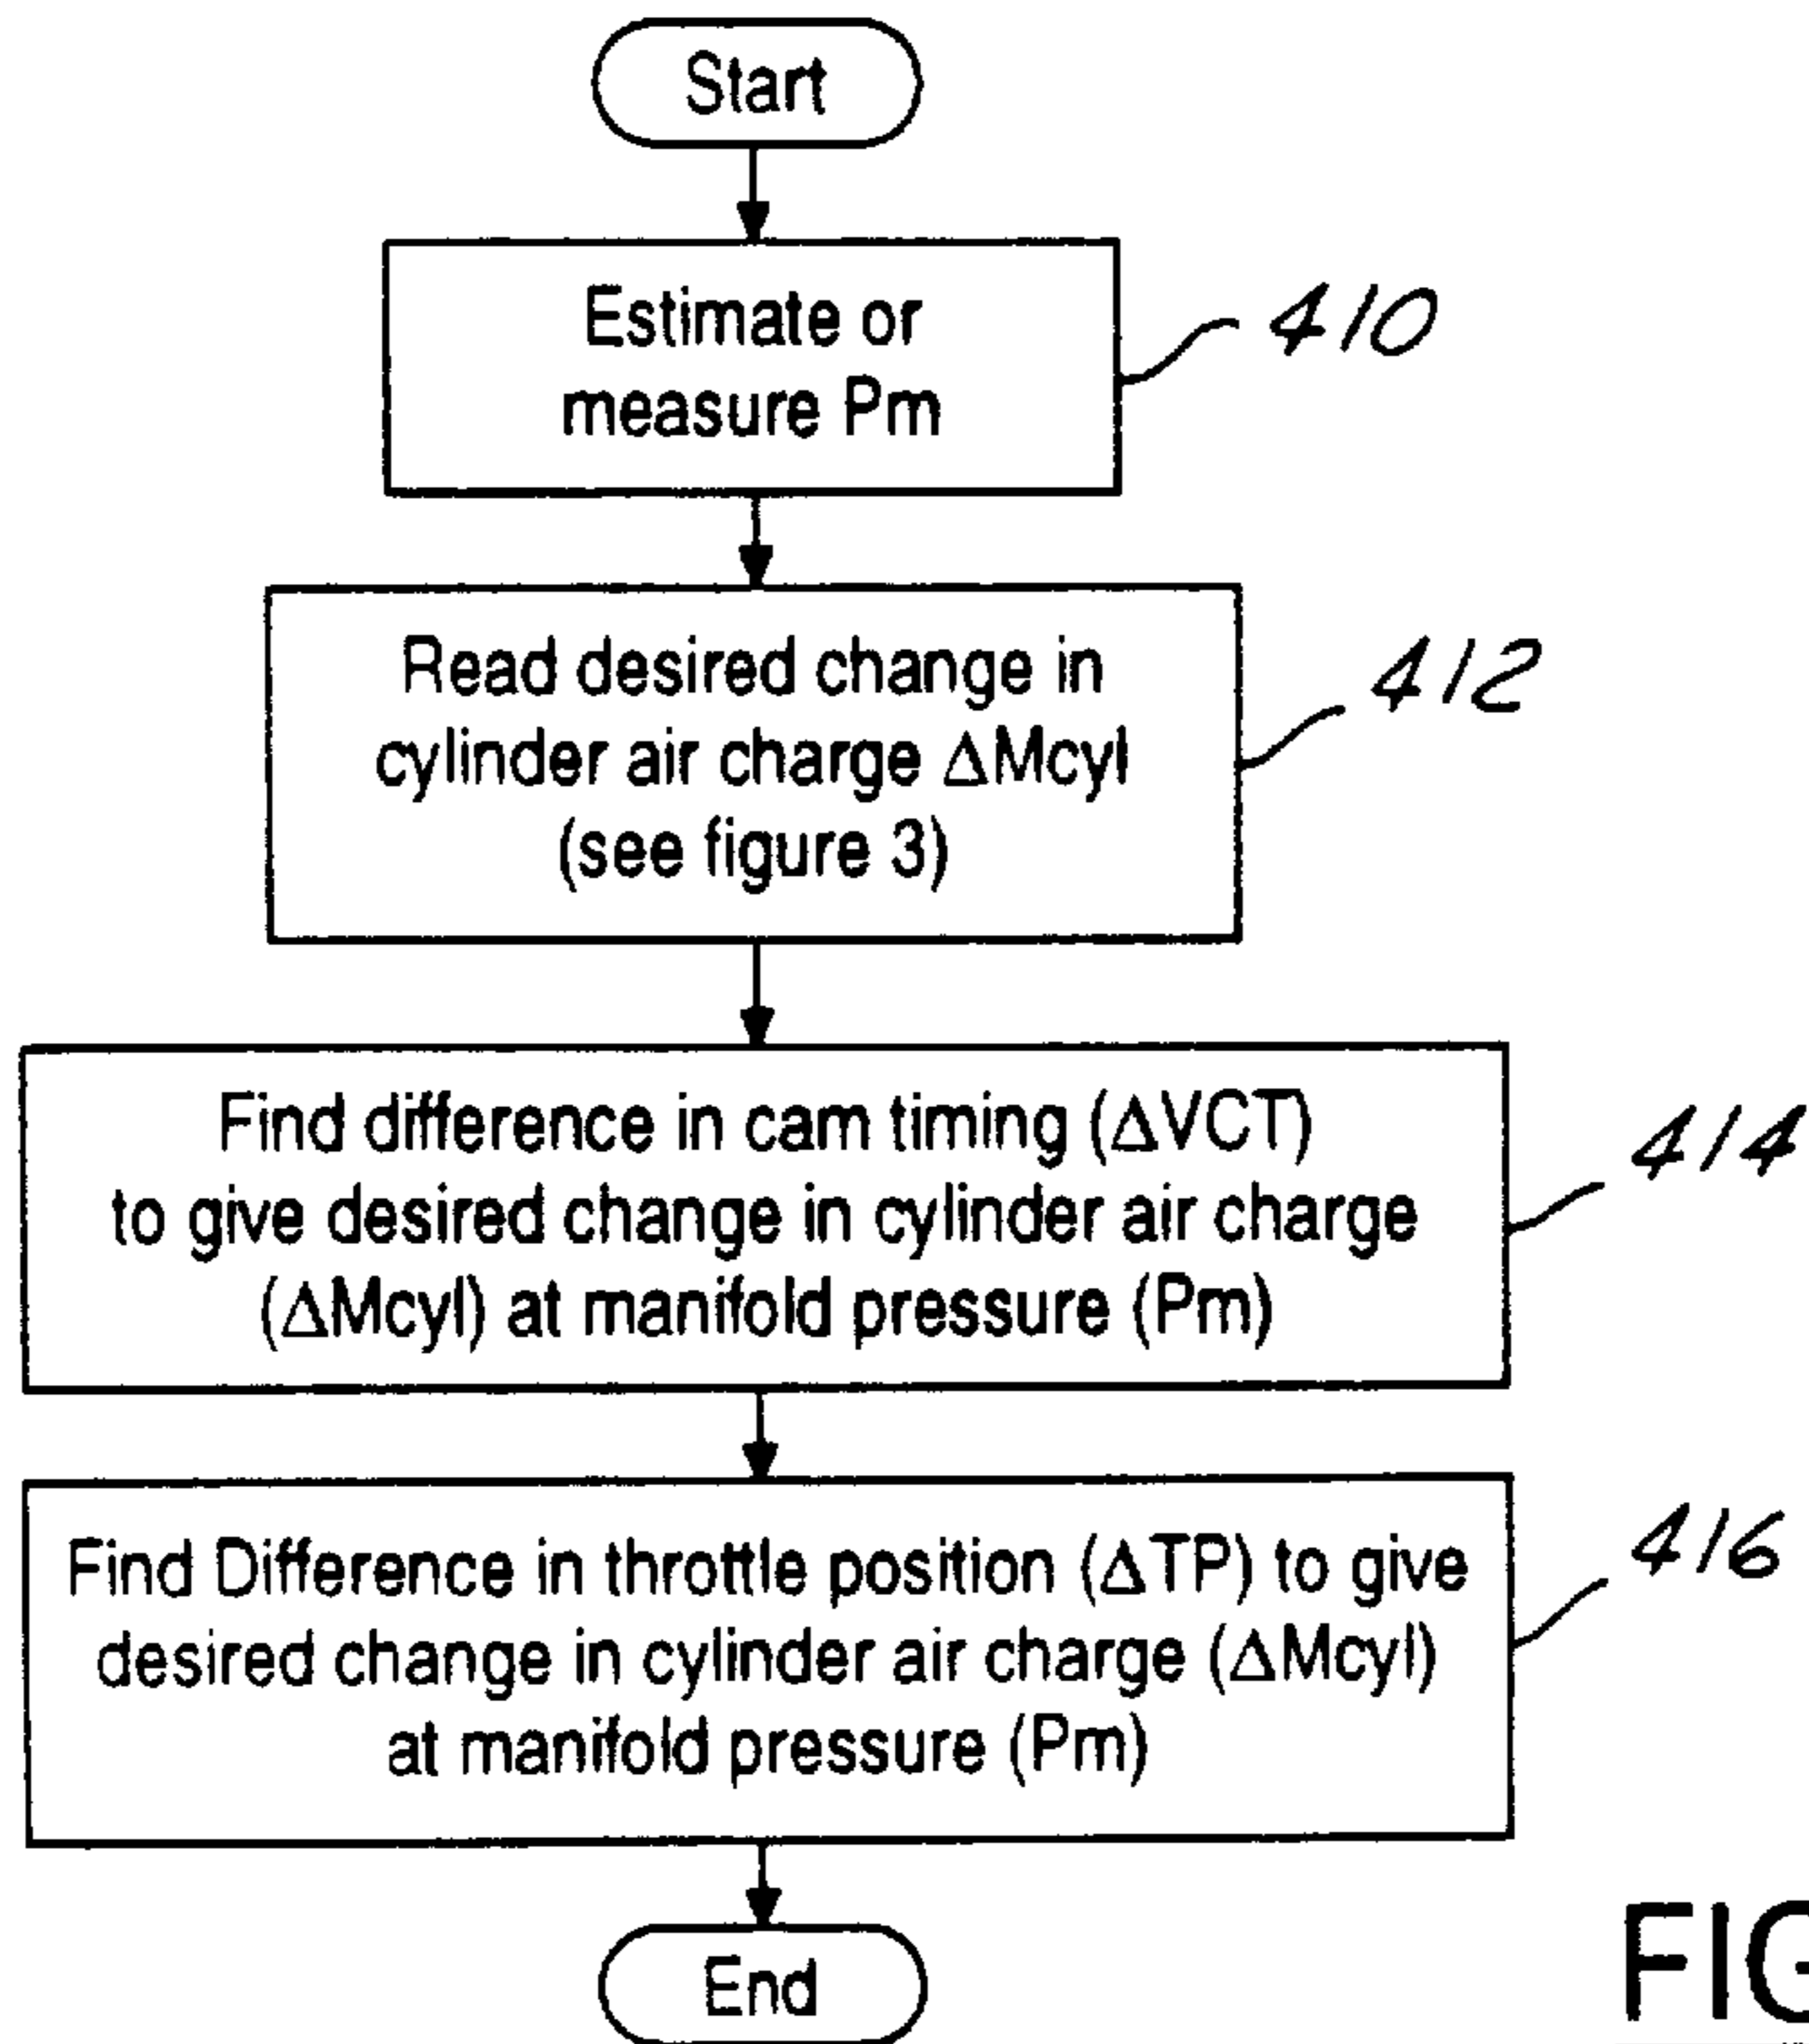 Start
Estimate or
measure Pm
410
Read desired change in
cylinder air charge ΔMcyl
(see figure 3)
412
Find difference in cam timing (ΔVCT)
to give desired change in cylinder air charge
(ΔMcyl) at manifold pressure (Pm)
414
Find Difference in throttle position (ΔTP) to give
desired change in cylinder air charge (ΔMcyl)
at manifold pressure (Pm)
416
End